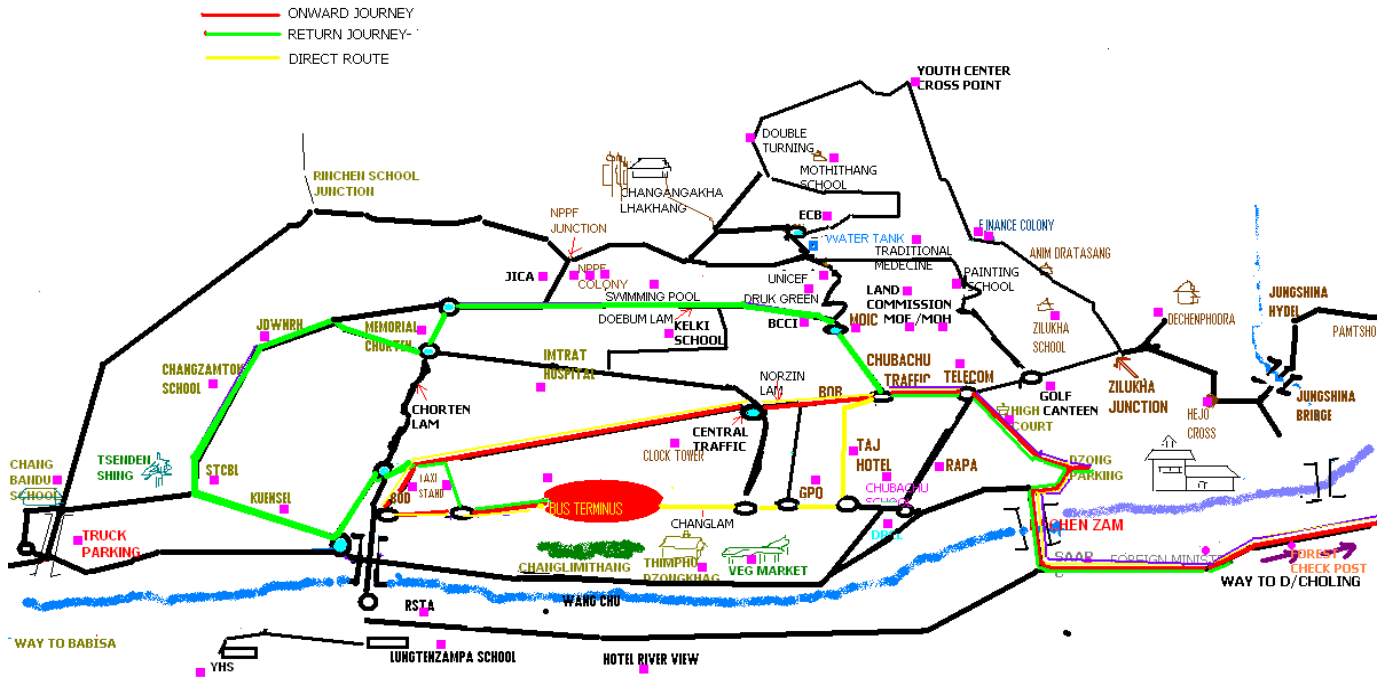 ONWARD JOURNEY
RETURN JOURNEY-
DIRECT ROUTE
YOUTH CENTER
CROSS POINT
DOUBLE
TURNING
MOTHITHANG
SCHOOL
RINCHEN SCHOOL
JUNCTION
CHANGANGAKHA
LHAKHANG
NPPF
JUNCTION
ECB
WATER TANK
FINANCE COLONY
TRADITIONAL
MEDECINE
ANIM DRATASANG
JICA
NPPF
COLONY
SWIMMING POOL
UNICEF
DRUK GREEN
LAND
COMMISSION
MOE/MOH
PAINTING
SCHOOL
DOEBUM LAM
KELKI
SCHOOL
BCCI
MOIC
ZILUKHA
SCHOOL
DECHENPHODRA
JUNGSHINA
HYDEL
PAMTSHO
JDWNRH
MEMORIAL
CHORTEN
CHANGZAMTOK
SCHOOL
IMTRAT
HOSPITAL
CHUBACHU
TRAFFIC
TELECOM
NORZIN
LAM
BOB
GOLF
CANTEEN
ZILUKHA
JUNCTION
HEJO
CROSS
JUNGSHINA
BRIRGE
CHORTEN
LAM
CENTRAL
TRAFFIC
CLOCK TOWER
HIGH
COURT
DZONG
PARKING
TAJ
HOTEL
RAPA
CHUBACHU
SCHOOL
CHANG
BANDU
SCHOOL
TSENDEN
SHING
STCBL
KUENSEL
BOD
TAXI
STAND
BUS TERMINUS
GPO
CHANGLAM
TRUCK
PARKING
CHANGLIMITHANG
THIMPHU
DZONGKHAG
VEG MARKET
SAAR
FOREIGN MINIST
FOREST
CHECK POST
WAY TO D/CHOLING
WANG CHU
RSTA
WAY TO BABISA
YHS
LUNGTENZAMPA SCHOOL
HOTEL RIVER VIEW